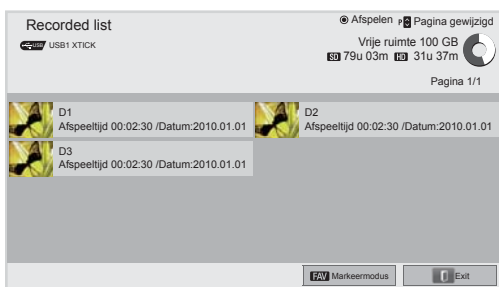 Recorded list
USB USB1 XTICK
Afspelen P Pagina gewijzigd
Vrije ruimte 100 GB
SD 79u 03m HD 31u 37m
Pagina 1/1
D1
Afspeeltijd 00:02:30 /Datum:2010.01.01
D2
Afspeeltijd 00:02:30 /Datum:2010.01.01
D3
Afspeeltijd 00:02:30 /Datum:2010.01.01
FAV Markeermodus
Exit